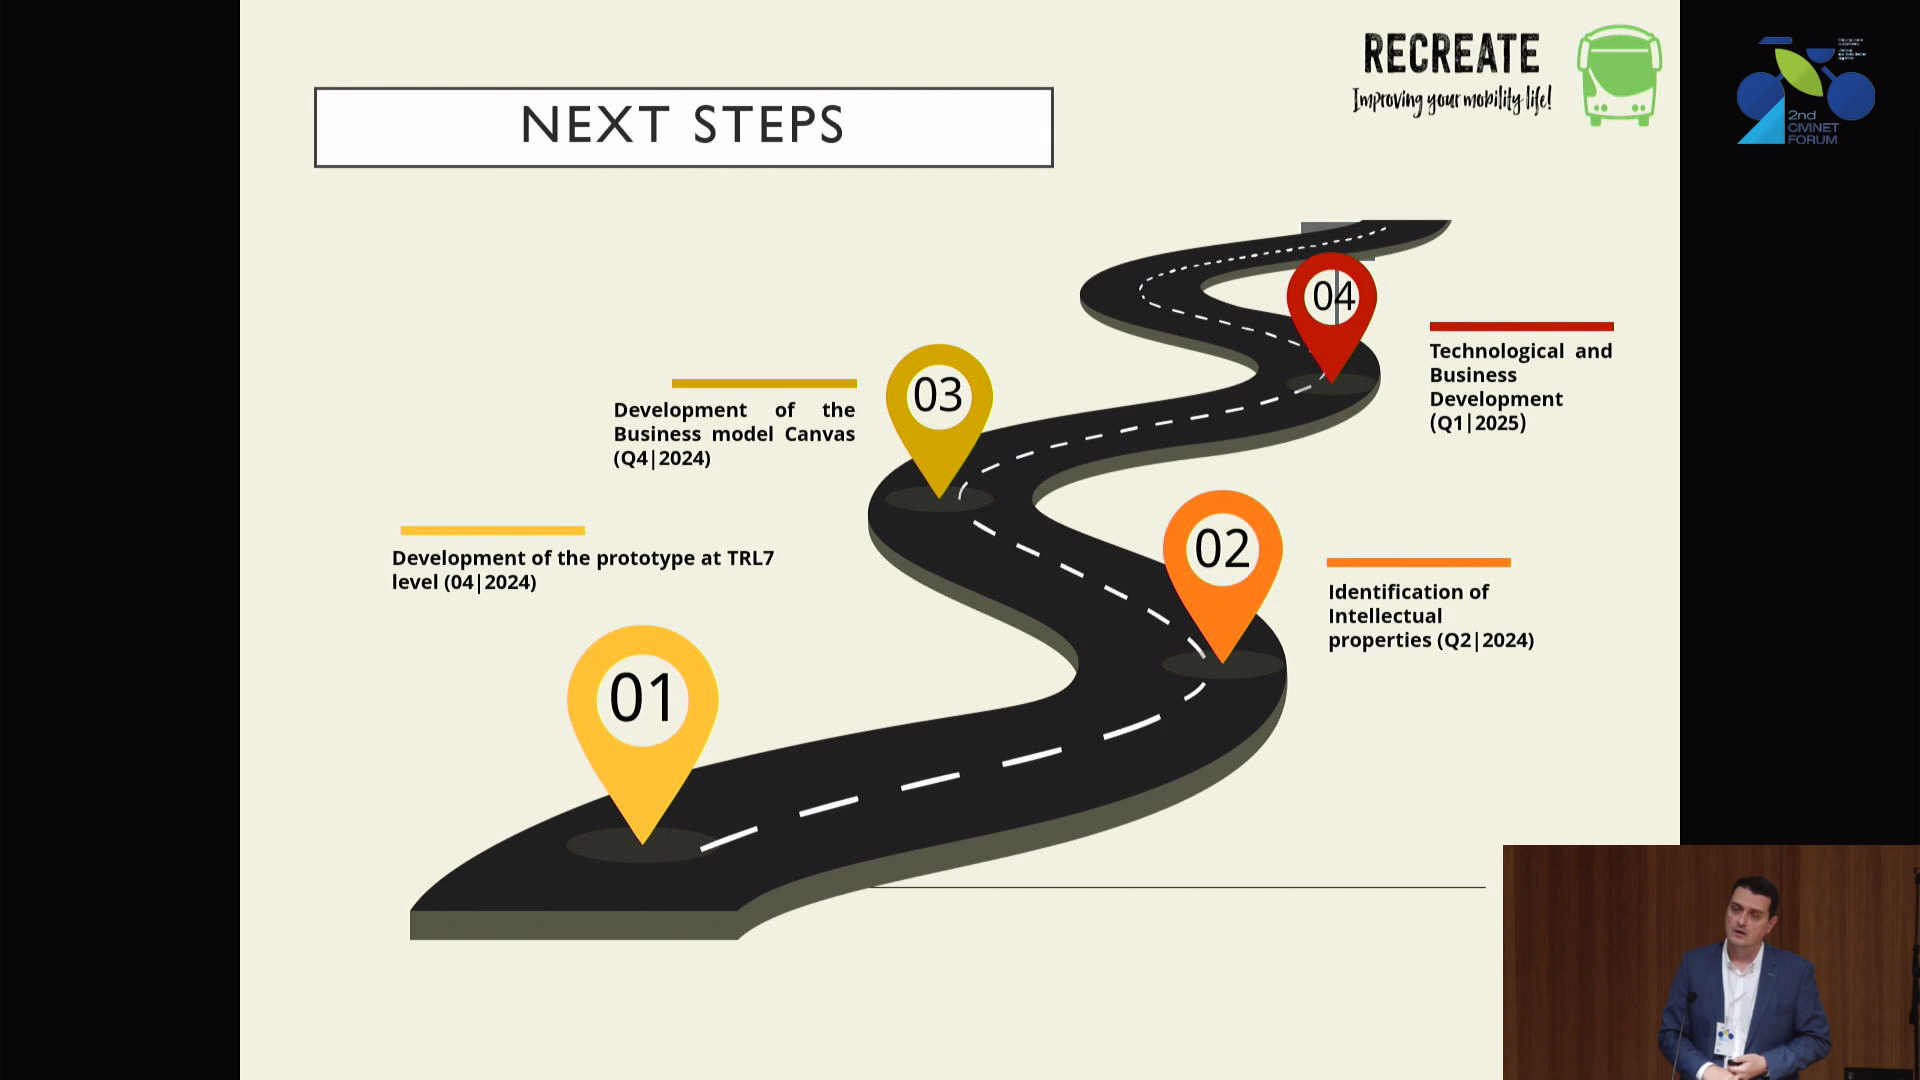 NEXT STEPS
RECREATE
Improving your mobility life!
2nd
CIVINET
FORUM
04
Technological and
Business
Development
(Q1|2025)
03
Development of the
Business model Canvas
(Q4|2024)
02
Identification of
Intellectual
properties (Q2|2024)
Development of the prototype at TRL7
level (04|2024)
01